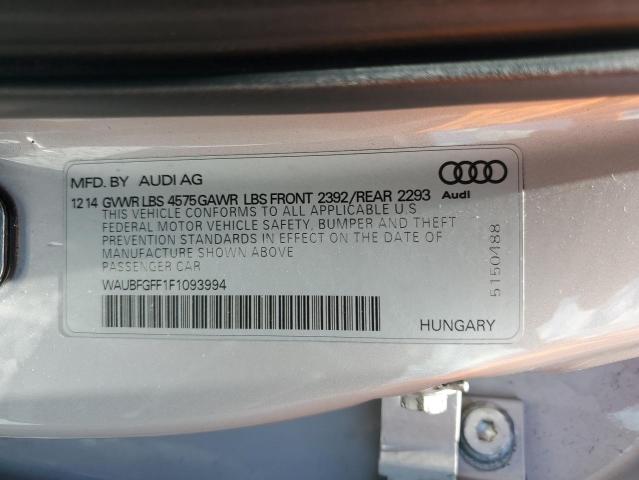 MFD. BY AUDI AG
Audi
12 14 GVWR LBS 4575 GAWR LBS FRONT 2392/REAR 2293
THIS VEHICLE CONFORMS TO ALL APPLICABLE U.S
FEDERAL MOTOR VEHICLE SAFETY, BUMPER AND THEFT
PREVENTION STANDARDS IN EFFECT ON THE DATE OF
MANUFACTURE SHOWN ABOVE
PASSENGER CAR
WAUBFGFF1F1093994
HUNGARY
5150488